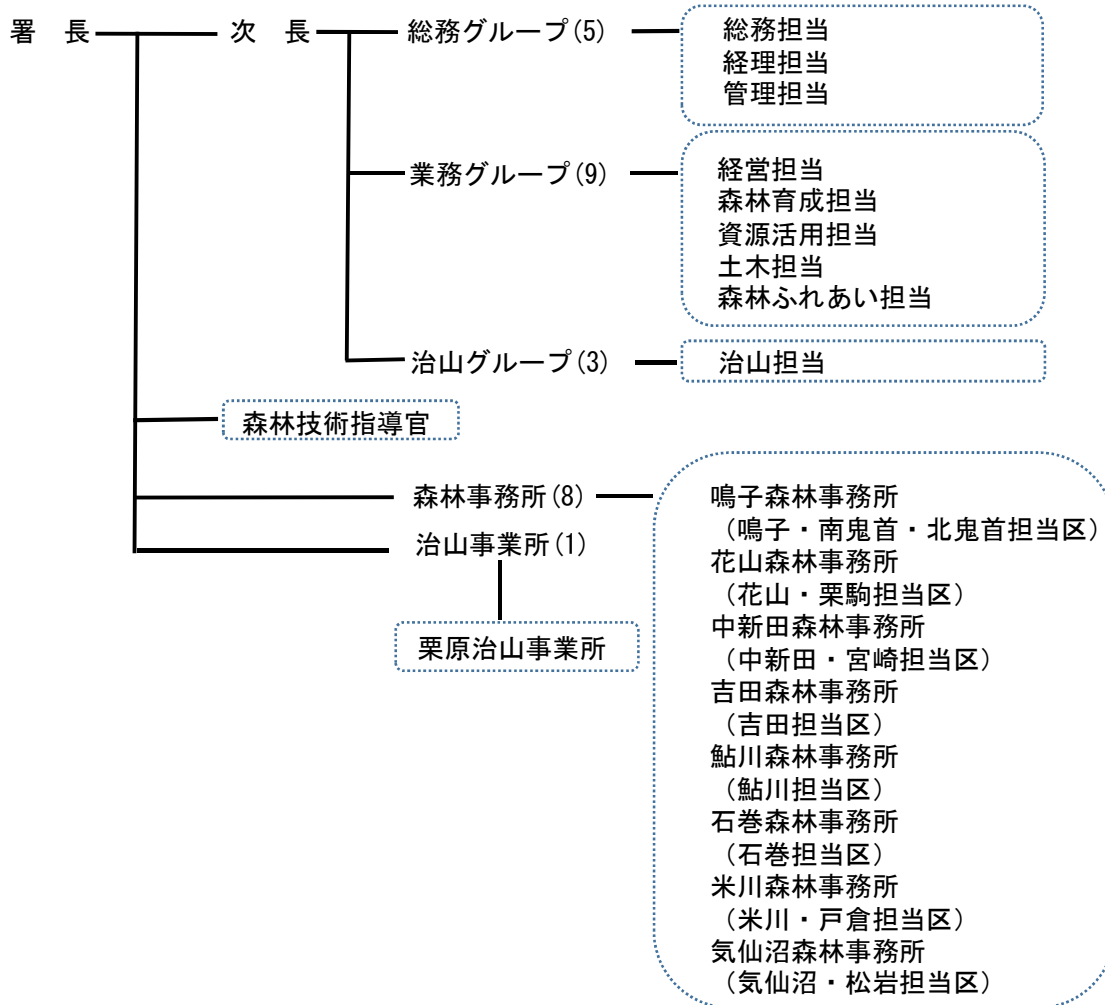 署　長
次　長
総務グループ(5)
総務担当
経理担当
管理担当
業務グループ(9)
経営担当
森林育成担当
資源活用担当
土木担当
森林ふれあい担当
治山グループ(3)
治山担当
森林技術指導官
森林事務所(8)
治山事業所(1)
栗原治山事業所
鳴子森林事務所
（鳴子・南鬼首・北鬼首担当区）
花山森林事務所
（花山・栗駒担当区）
中新田森林事務所
（中新田・宮崎担当区）
吉田森林事務所
（吉田担当区）
鮎川森林事務所
（鮎川担当区）
石巻森林事務所
（石巻担当区）
米川森林事務所
（米川・戸倉担当区）
気仙沼森林事務所
（気仙沼・松岩担当区）